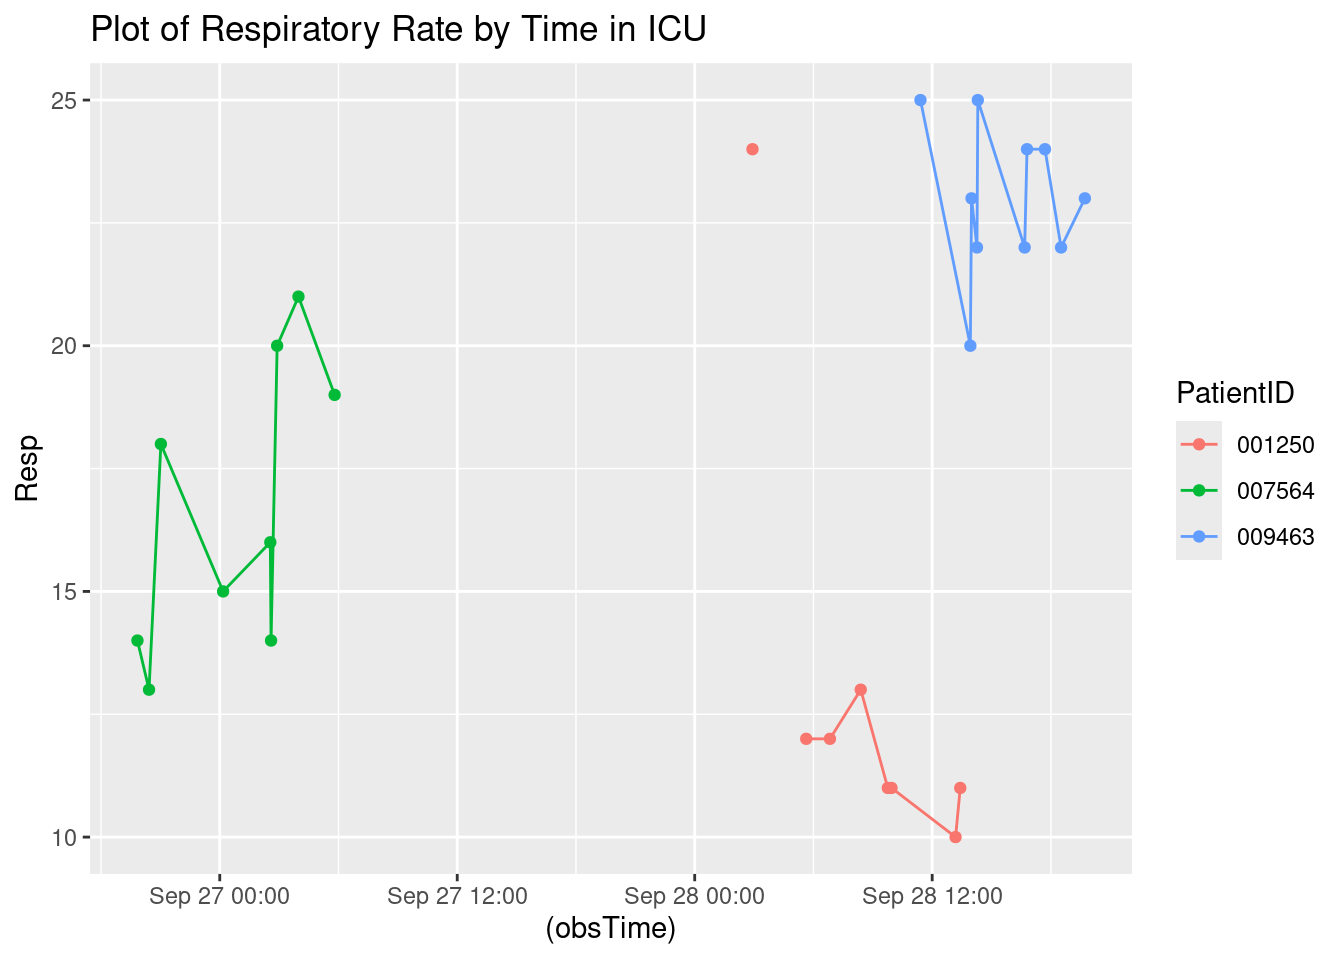 Plot of Respiratory Rate by Time in ICU
25
20
15
10
Resp
Sep 27 00:00
Sep 27 12:00
Sep 28 00:00
Sep 28 12:00
(obsTime)
PatientID
001250
007564
009463